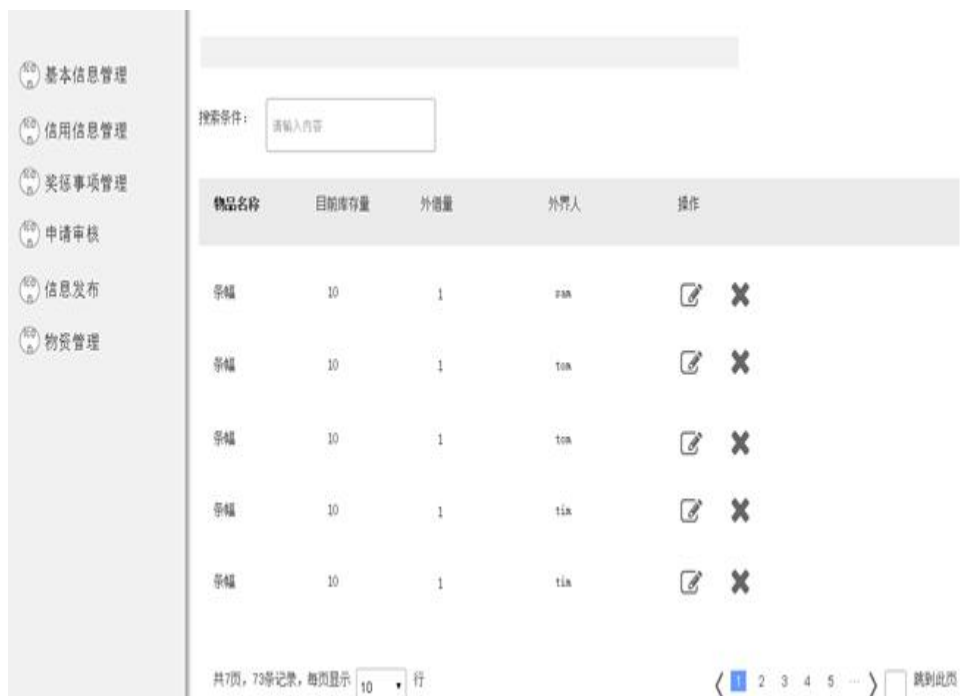 基本信息管理
信用信息管理
奖惩事项管理
申请审核
信息发布
物资管理
搜索条件： 请输入内容
物品名称 目前库存量 外借量 外界人 操作
条幅 10 1 pam
条幅 10 1 tom
条幅 10 1 tom
条幅 10 1 tim
条幅 10 1 tim
共7页，73条记录，每页显示 10 行 1 2 3 4 5 ... 跳到此页